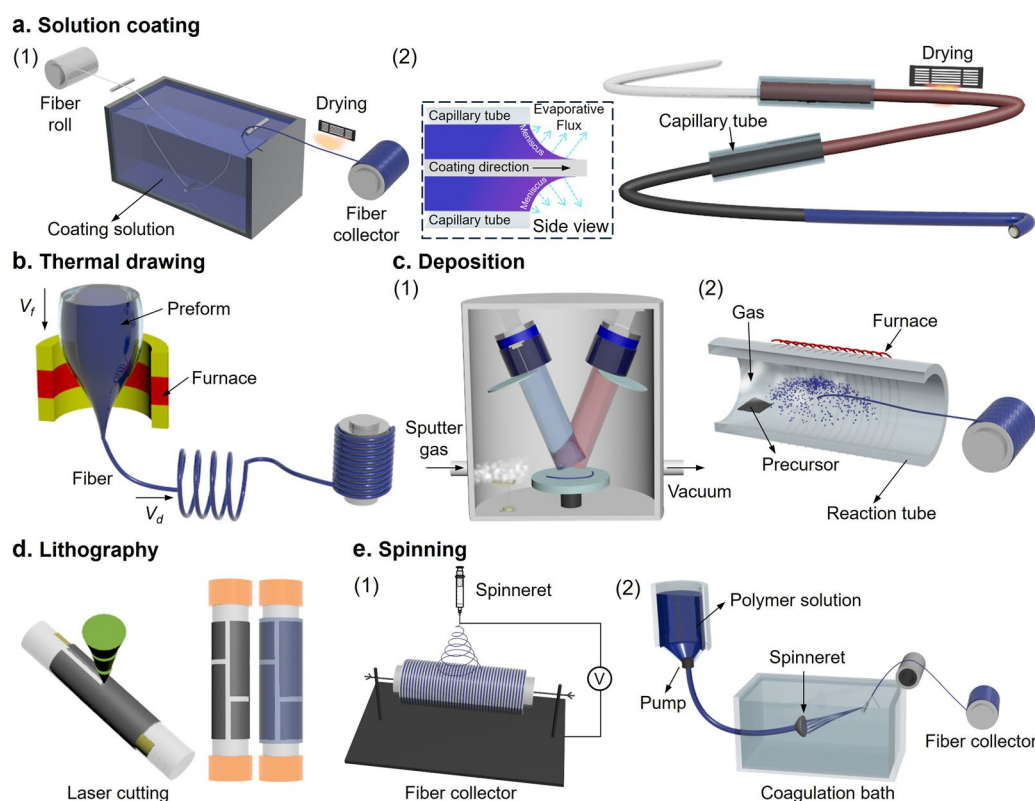 a. Solution coating
(1)
Fiber
roll
Drying
Coating solution
Fiber
collector
(2)
Capillary tube
Evaporative
Flux
Meniscus
Coating direction
Meniscus
Capillary tube
Side view
Capillary tube
Drying
b. Thermal drawing
Vf
Preform
Furnace
Fiber
Vd
c. Deposition
(1)
Sputter
gas
Vacuum
(2)
Gas
Furnace
Precursor
Reaction tube
d. Lithography
Laser cutting
e. Spinning
(1)
Spinneret
V
Fiber collector
(2)
Polymer solution
Spinneret
Pump
Fiber collector
Coagulation bath